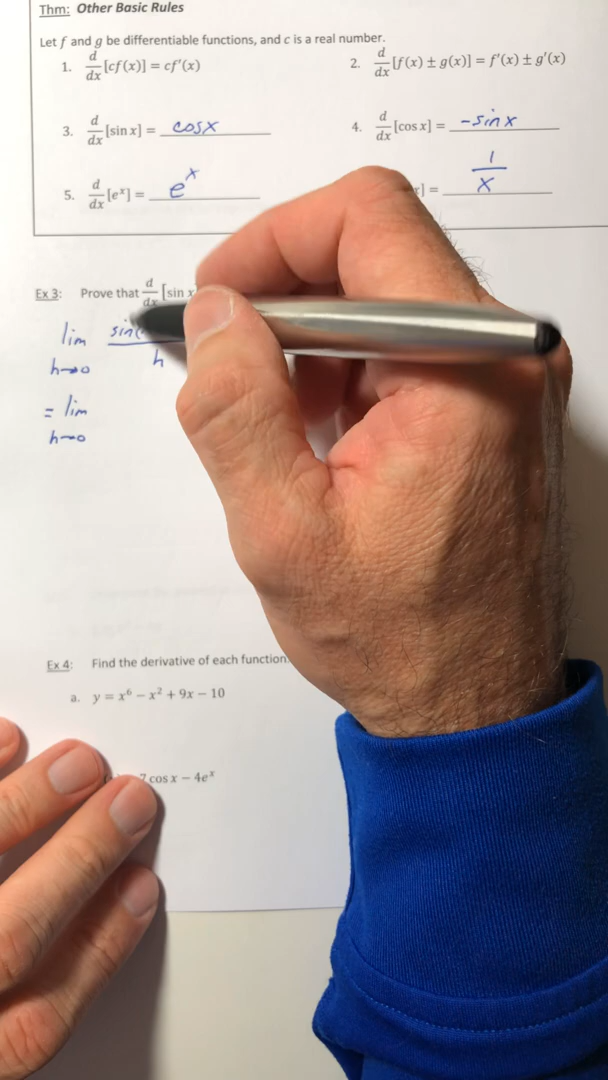 Thm: Other Basic Rules
Let f and g be differentiable functions, and c is a real number.
1. d/dx [cf(x)] = cf′(x)
2. d/dx [f(x) ± g(x)] = f′(x) ± g′(x)
3. d/dx [sin x] = cosx
4. d/dx [cos x] = -sin x
5. d/dx [eˣ] = eˣ
] = 1/x
Ex 3: Prove that d/dx [sin x
lim h→0 sin( / h
= lim h→0
Ex 4: Find the derivative of each function
a. y = x⁶ − x² + 9x − 10
7 cos x − 4eˣ